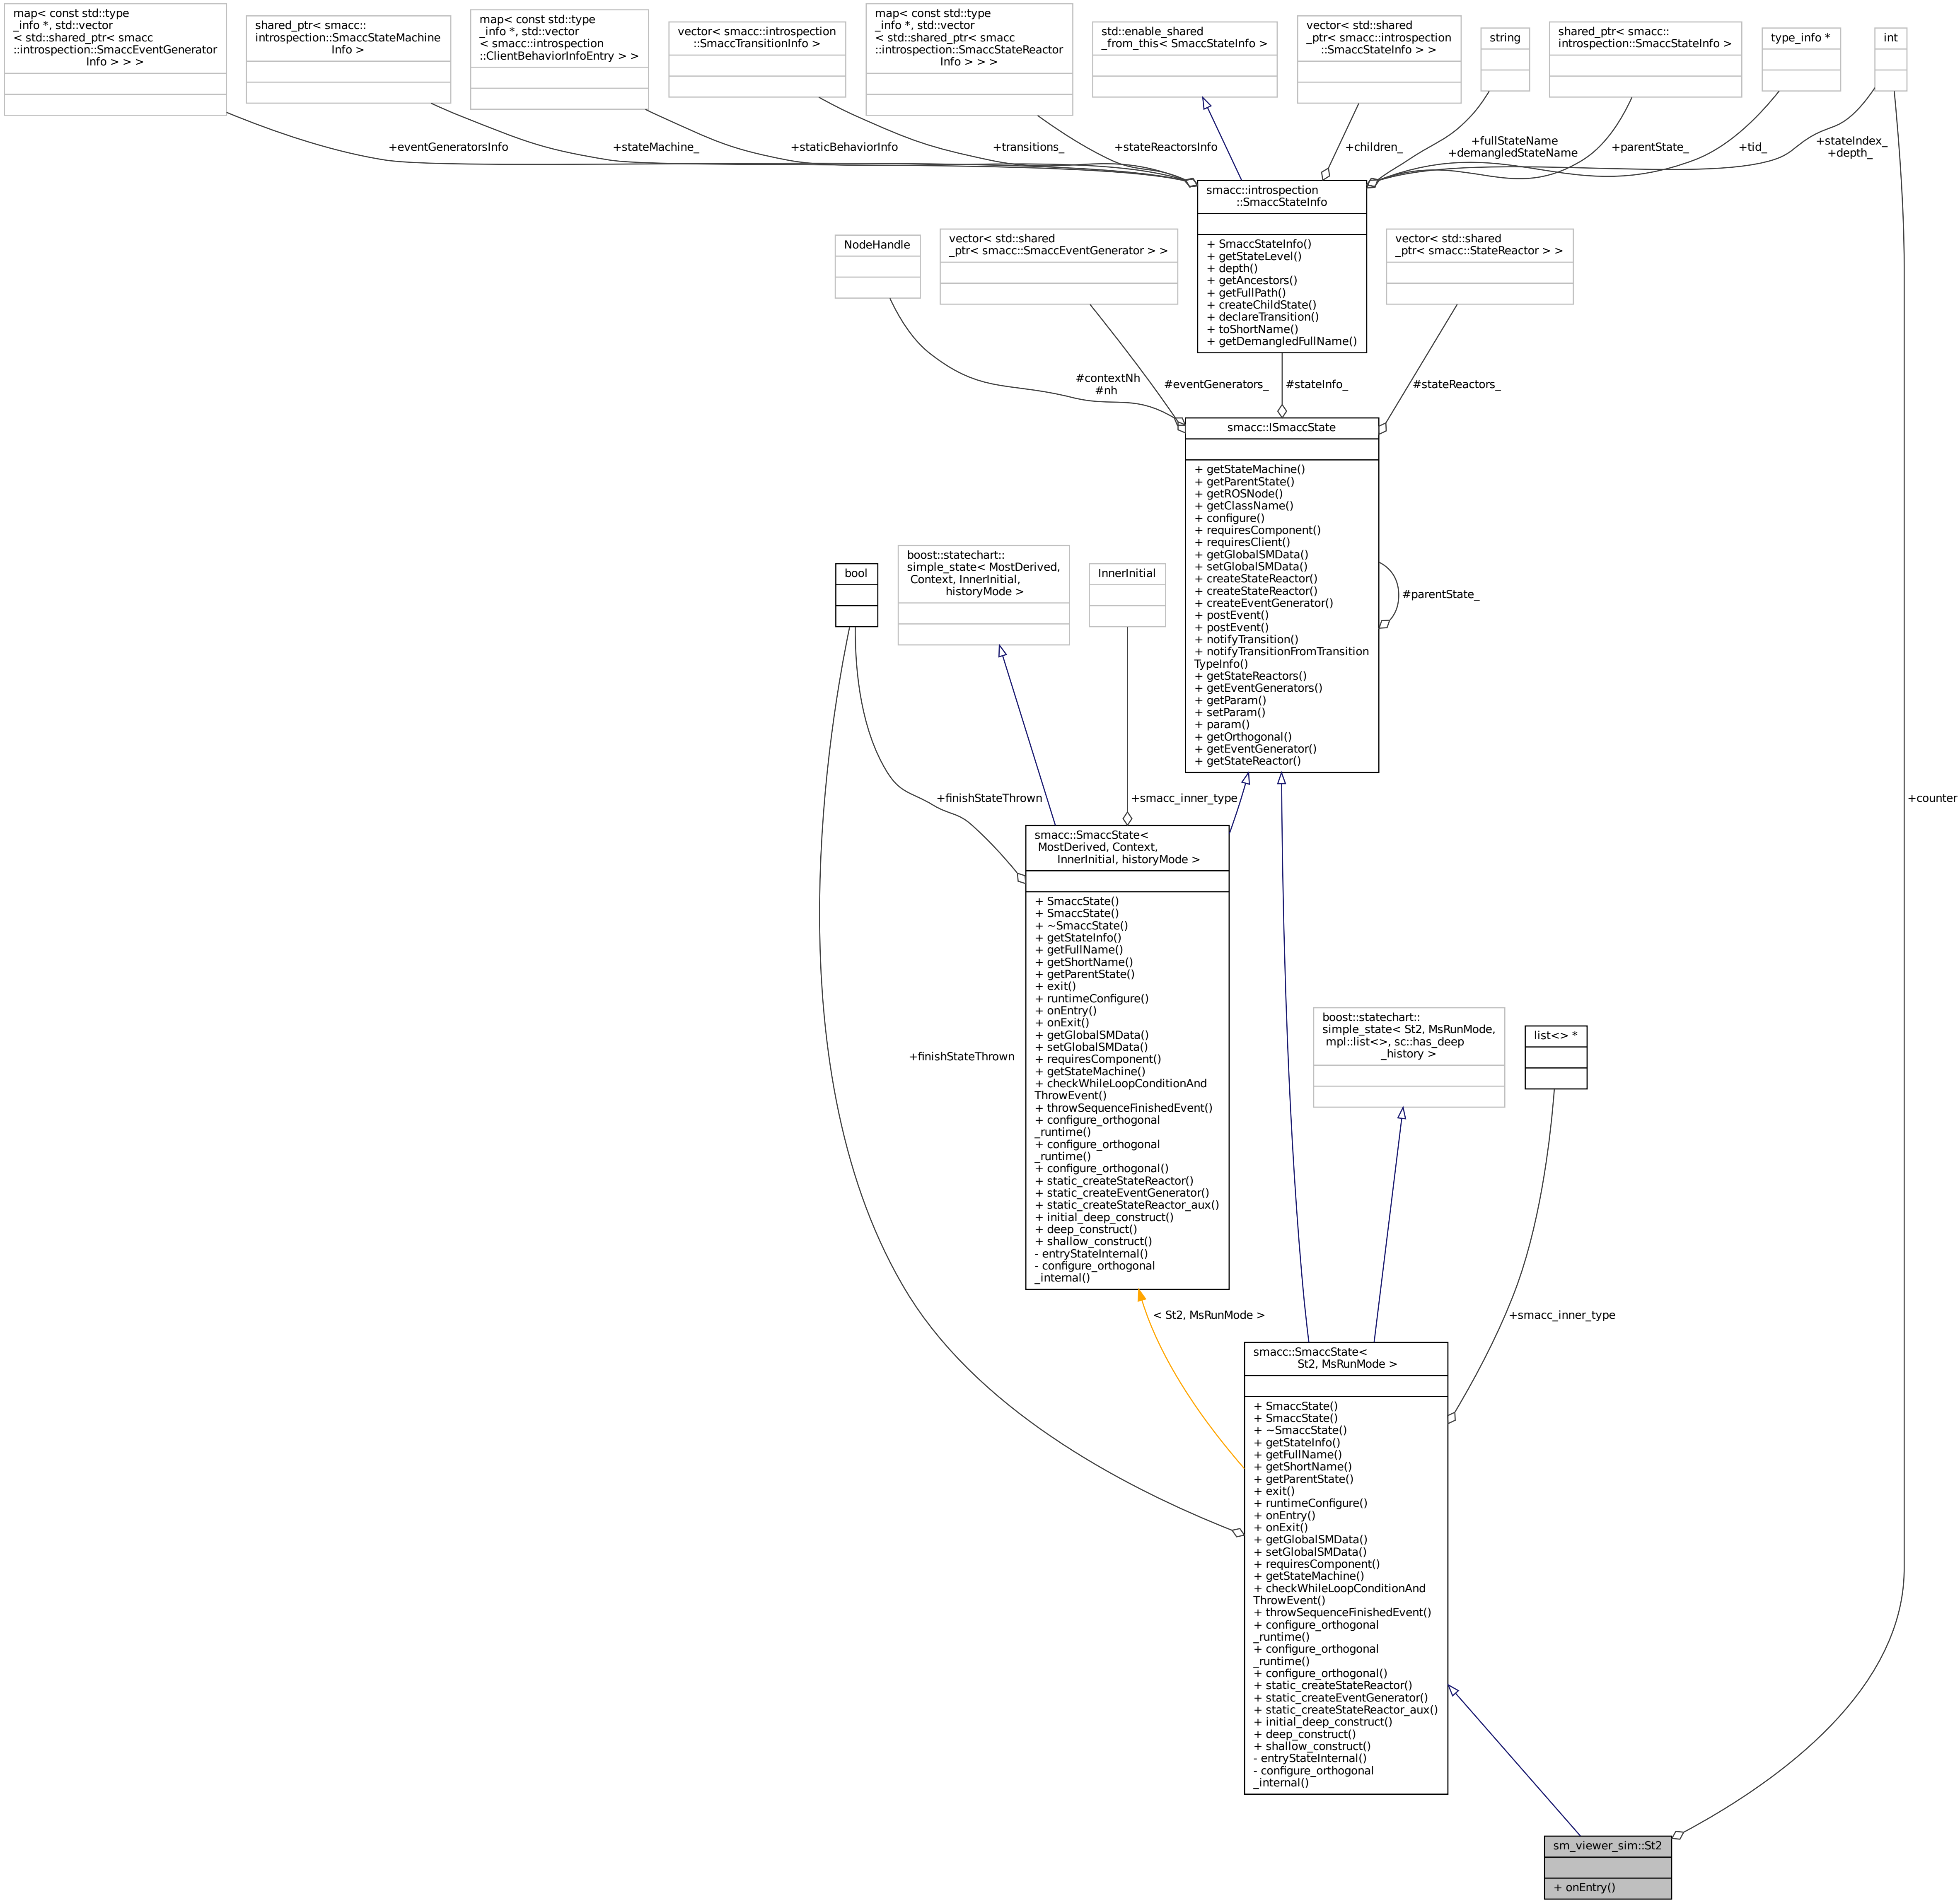 map< const std::type
_info *, std::vector
< std::shared_ptr< smacc
::introspection::SmaccEventGenerator
Info > > >
shared_ptr< smacc::
introspection::SmaccStateMachine
Info >
map< const std::type
_info *, std::vector
< smacc::introspection
::ClientBehaviorInfoEntry > >
vector< smacc::introspection
::SmaccTransitionInfo >
map< const std::type
_info *, std::vector
< std::shared_ptr< smacc
::introspection::SmaccStateReactor
Info > > >
std::enable_shared
_from_this< SmaccStateInfo >
vector< std::shared
_ptr< smacc::introspection
::SmaccStateInfo > >
string
shared_ptr< smacc::
introspection::SmaccStateInfo >
type_info *
int
+eventGeneratorsInfo
+stateMachine_
+staticBehaviorInfo
+transitions_
+stateReactorsInfo
+children_
+fullStateName
+demangledStateName
+parentState_
+tid_
+stateIndex_
+depth_
smacc::introspection
::SmaccStateInfo
+ SmaccStateInfo()
+ getStateLevel()
+ depth()
+ getAncestors()
+ getFullPath()
+ createChildState()
+ declareTransition()
+ toShortName()
+ getDemangledFullName()
NodeHandle
vector< std::shared
_ptr< smacc::SmaccEventGenerator > >
vector< std::shared
_ptr< smacc::StateReactor > >
#contextNh
#nh
#eventGenerators_
#stateInfo_
#stateReactors_
smacc::ISmaccState
+ getStateMachine()
+ getParentState()
+ getROSNode()
+ getClassName()
+ configure()
+ requiresComponent()
+ requiresClient()
+ getGlobalSMData()
+ setGlobalSMData()
+ createStateReactor()
+ createStateReactor()
+ createEventGenerator()
+ postEvent()
+ postEvent()
+ notifyTransition()
+ notifyTransitionFromTransition
TypeInfo()
+ getStateReactors()
+ getEventGenerators()
+ getParam()
+ setParam()
+ param()
+ getOrthogonal()
+ getEventGenerator()
+ getStateReactor()
#parentState_
bool
boost::statechart::
simple_state< MostDerived,
Context, InnerInitial,
historyMode >
InnerInitial
+finishStateThrown
+smacc_inner_type
+counter
smacc::SmaccState<
MostDerived, Context,
InnerInitial, historyMode >
+ SmaccState()
+ SmaccState()
+ ~SmaccState()
+ getStateInfo()
+ getFullName()
+ getShortName()
+ getParentState()
+ exit()
+ runtimeConfigure()
+ onEntry()
+ onExit()
+ getGlobalSMData()
+ setGlobalSMData()
+ requiresComponent()
+ getStateMachine()
+ checkWhileLoopConditionAnd
ThrowEvent()
+ throwSequenceFinishedEvent()
+ configure_orthogonal
_runtime()
+ configure_orthogonal
_runtime()
+ configure_orthogonal()
+ static_createStateReactor()
+ static_createEventGenerator()
+ static_createStateReactor_aux()
+ initial_deep_construct()
+ deep_construct()
+ shallow_construct()
- entryStateInternal()
- configure_orthogonal
_internal()
+finishStateThrown
boost::statechart::
simple_state< St2, MsRunMode,
mpl::list<>, sc::has_deep
_history >
list<> *
< St2, MsRunMode >
+smacc_inner_type
smacc::SmaccState<
St2, MsRunMode >
+ SmaccState()
+ SmaccState()
+ ~SmaccState()
+ getStateInfo()
+ getFullName()
+ getShortName()
+ getParentState()
+ exit()
+ runtimeConfigure()
+ onEntry()
+ onExit()
+ getGlobalSMData()
+ setGlobalSMData()
+ requiresComponent()
+ getStateMachine()
+ checkWhileLoopConditionAnd
ThrowEvent()
+ throwSequenceFinishedEvent()
+ configure_orthogonal
_runtime()
+ configure_orthogonal
_runtime()
+ configure_orthogonal()
+ static_createStateReactor()
+ static_createEventGenerator()
+ static_createStateReactor_aux()
+ initial_deep_construct()
+ deep_construct()
+ shallow_construct()
- entryStateInternal()
- configure_orthogonal
_internal()
sm_viewer_sim::St2
+ onEntry()